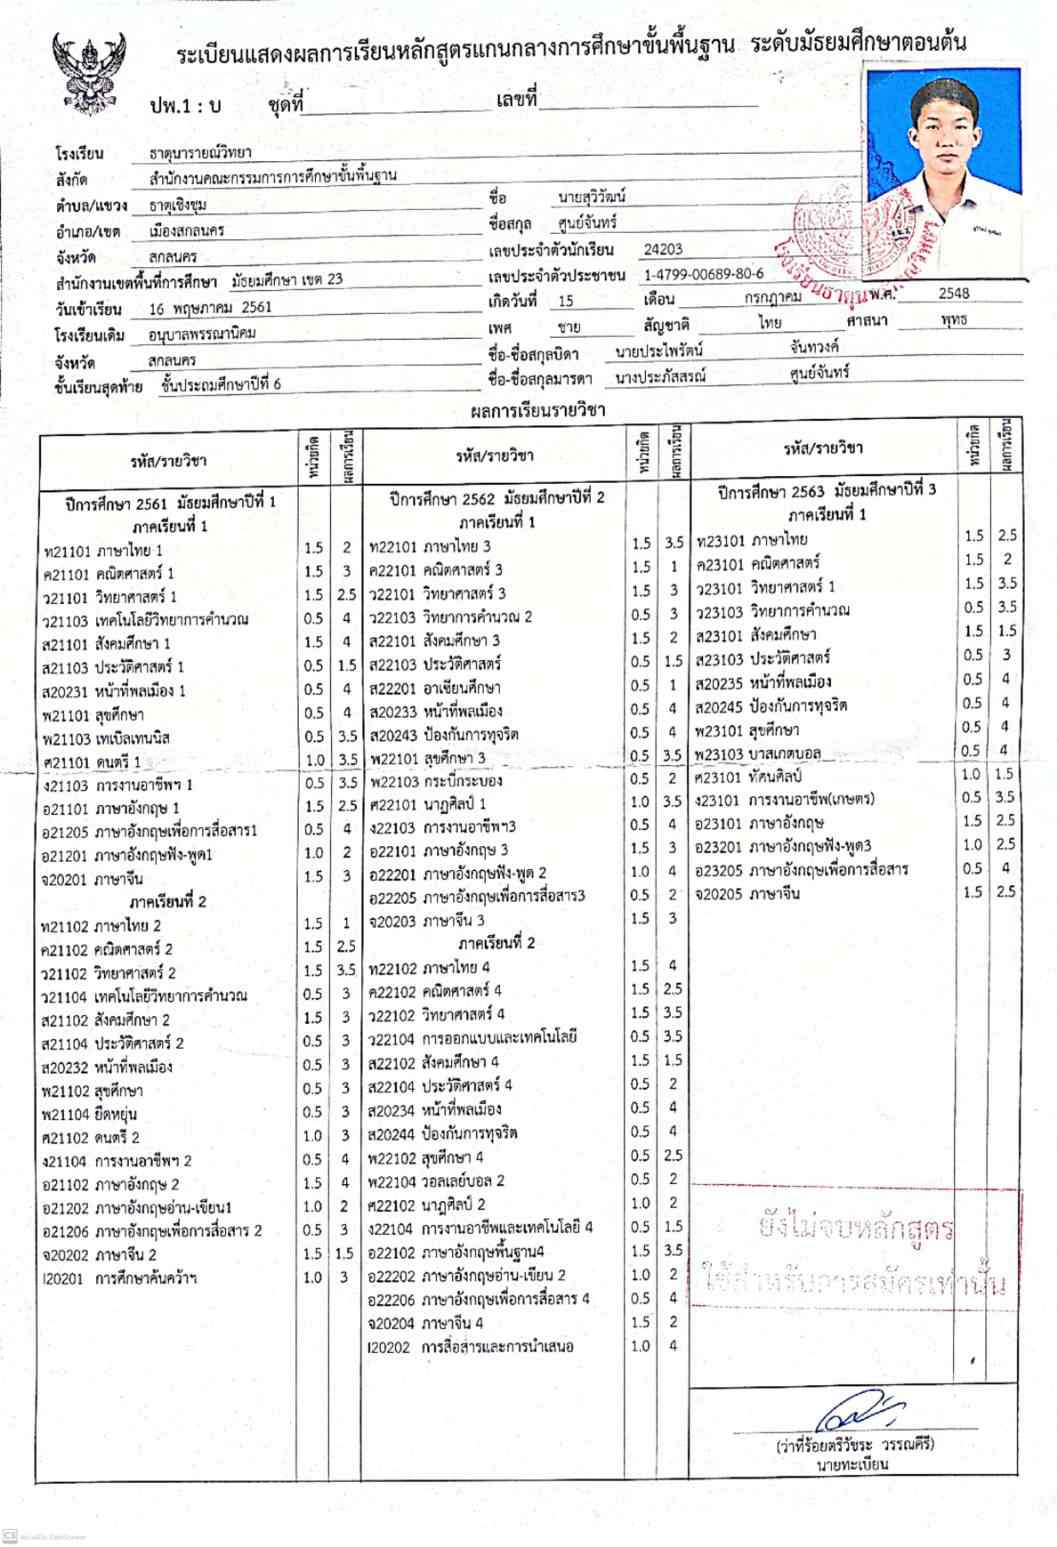 ระเบียนแสดงผลการเรียนหลักสูตรแกนกลางการศึกษาขั้นพื้นฐาน ระดับมัธยมศึกษาตอนต้น
ปพ.1 : บ ชุดที่ เลขที่
โรงเรียน ธาตุนารายณ์วิทยา
สังกัด สำนักงานคณะกรรมการการศึกษาขั้นพื้นฐาน
ตำบล/แขวง ธาตุเชิงชุม
อำเภอ/เขต เมืองสกลนคร
จังหวัด สกลนคร
สำนักงานเขตพื้นที่การศึกษา มัธยมศึกษา เขต 23
วันเข้าเรียน 16 พฤษภาคม 2561
โรงเรียนเดิม อนุบาลพรรณานิคม
จังหวัด สกลนคร
ชั้นเรียนสุดท้าย ชั้นประถมศึกษาปีที่ 6
ชื่อ นายสุวิวัฒน์
ชื่อสกุล ศูนย์จันทร์
เลขประจำตัวนักเรียน 24203
เลขประจำตัวประชาชน 1-4799-00689-80-6
เกิดวันที่ 15 เดือน กรกฎาคม พ.ศ. 2548
เพศ ชาย สัญชาติ ไทย ศาสนา พุทธ
ชื่อ-ชื่อสกุลบิดา นายประไพรัตน์ จันทวงค์
ชื่อ-ชื่อสกุลมารดา นางประภัสสรณ์ ศูนย์จันทร์
ผลการเรียนรายวิชา
รหัส/รายวิชา หน่วยกิต ผลการเรียน
ปีการศึกษา 2561 มัธยมศึกษาปีที่ 1
ภาคเรียนที่ 1
ท21101 ภาษาไทย 1 1.5 2
ค21101 คณิตศาสตร์ 1 1.5 3
ว21101 วิทยาศาสตร์ 1 1.5 2.5
ว21103 เทคโนโลยีวิทยาการคำนวณ 0.5 4
ส21101 สังคมศึกษา 1 1.5 4
ส21103 ประวัติศาสตร์ 1 0.5 1.5
ส20231 หน้าที่พลเมือง 1 0.5 4
พ21101 สุขศึกษา 0.5 4
พ21103 เทเบิลเทนนิส 0.5 3.5
ศ21101 ดนตรี 1 1.0 3.5
ง21103 การงานอาชีพฯ 1 0.5 3.5
อ21101 ภาษาอังกฤษ 1 1.5 2.5
อ21205 ภาษาอังกฤษเพื่อการสื่อสาร1 0.5 4
อ21201 ภาษาอังกฤษฟัง-พูด1 1.0 2
จ20201 ภาษาจีน 1.5 3
ภาคเรียนที่ 2
ท21102 ภาษาไทย 2 1.5 1
ค21102 คณิตศาสตร์ 2 1.5 2.5
ว21102 วิทยาศาสตร์ 2 1.5 3.5
ว21104 เทคโนโลยีวิทยาการคำนวณ 0.5 3
ส21102 สังคมศึกษา 2 1.5 3
ส21104 ประวัติศาสตร์ 2 0.5 3
ส20232 หน้าที่พลเมือง 0.5 3
พ21102 สุขศึกษา 0.5 3
พ21104 ยืดหยุ่น 0.5 3
ศ21102 ดนตรี 2 1.0 3
ง21104 การงานอาชีพฯ 2 0.5 4
อ21102 ภาษาอังกฤษ 2 1.5 4
อ21202 ภาษาอังกฤษอ่าน-เขียน1 1.0 2
อ21206 ภาษาอังกฤษเพื่อการสื่อสาร 2 0.5 3
จ20202 ภาษาจีน 2 1.5 1.5
I20201 การศึกษาค้นคว้าฯ 1.0 3
รหัส/รายวิชา หน่วยกิต ผลการเรียน
ปีการศึกษา 2562 มัธยมศึกษาปีที่ 2
ภาคเรียนที่ 1
ท22101 ภาษาไทย 3 1.5 3.5
ค22101 คณิตศาสตร์ 3 1.5 1
ว22101 วิทยาศาสตร์ 3 1.5 3
ว22103 วิทยาการคำนวณ 2 0.5 3
ส22101 สังคมศึกษา 3 1.5 2
ส22103 ประวัติศาสตร์ 0.5 1.5
ส22201 อาเซียนศึกษา 0.5 1
ส20233 หน้าที่พลเมือง 0.5 4
ส20243 ป้องกันการทุจริต 0.5 4
พ22101 สุขศึกษา 3 0.5 3.5
พ22103 กระบี่กระบอง 0.5 2
ศ22101 นาฏศิลป์ 1 1.0 3.5
ง22103 การงานอาชีพฯ3 0.5 4
อ22101 ภาษาอังกฤษ 3 1.5 3
อ22201 ภาษาอังกฤษฟัง-พูด 2 1.0 4
อ22205 ภาษาอังกฤษเพื่อการสื่อสาร3 0.5 2
จ20203 ภาษาจีน 3 1.5 3
ภาคเรียนที่ 2
ท22102 ภาษาไทย 4 1.5 4
ค22102 คณิตศาสตร์ 4 1.5 2.5
ว22102 วิทยาศาสตร์ 4 1.5 3.5
ว22104 การออกแบบและเทคโนโลยี 0.5 3.5
ส22102 สังคมศึกษา 4 1.5 1.5
ส22104 ประวัติศาสตร์ 4 0.5 2
ส20234 หน้าที่พลเมือง 0.5 4
ส20244 ป้องกันการทุจริต 0.5 4
พ22102 สุขศึกษา 4 0.5 2.5
พ22104 วอลเลย์บอล 2 0.5 2
ศ22102 นาฏศิลป์ 2 1.0 2
ง22104 การงานอาชีพและเทคโนโลยี 4 0.5 1.5
อ22102 ภาษาอังกฤษพื้นฐาน4 1.5 3.5
อ22202 ภาษาอังกฤษอ่าน-เขียน 2 1.0 2
อ22206 ภาษาอังกฤษเพื่อการสื่อสาร 4 0.5 4
จ20204 ภาษาจีน 4 1.5 2
I20202 การสื่อสารและการนำเสนอ 1.0 4
รหัส/รายวิชา หน่วยกิต ผลการเรียน
ปีการศึกษา 2563 มัธยมศึกษาปีที่ 3
ภาคเรียนที่ 1
ท23101 ภาษาไทย 1.5 2.5
ค23101 คณิตศาสตร์ 1.5 2
ว23101 วิทยาศาสตร์ 1 1.5 3.5
ว23103 วิทยาการคำนวณ 0.5 3.5
ส23101 สังคมศึกษา 1.5 1.5
ส23103 ประวัติศาสตร์ 0.5 3
ส20235 หน้าที่พลเมือง 0.5 4
ส20245 ป้องกันการทุจริต 0.5 4
พ23101 สุขศึกษา 0.5 4
พ23103 บาสเกตบอล 0.5 4
ศ23101 ทัศนศิลป์ 1.0 1.5
ง23101 การงานอาชีพ(เกษตร) 0.5 3.5
อ23101 ภาษาอังกฤษ 1.5 2.5
อ23201 ภาษาอังกฤษฟัง-พูด3 1.0 2.5
อ23205 ภาษาอังกฤษเพื่อการสื่อสาร 0.5 4
จ20205 ภาษาจีน 1.5 2.5
ยังไม่จบหลักสูตร
ใช้สำหรับการสมัครเท่านั้น
(ว่าที่ร้อยตรีวัชระ วรรณคีรี)
นายทะเบียน
CS